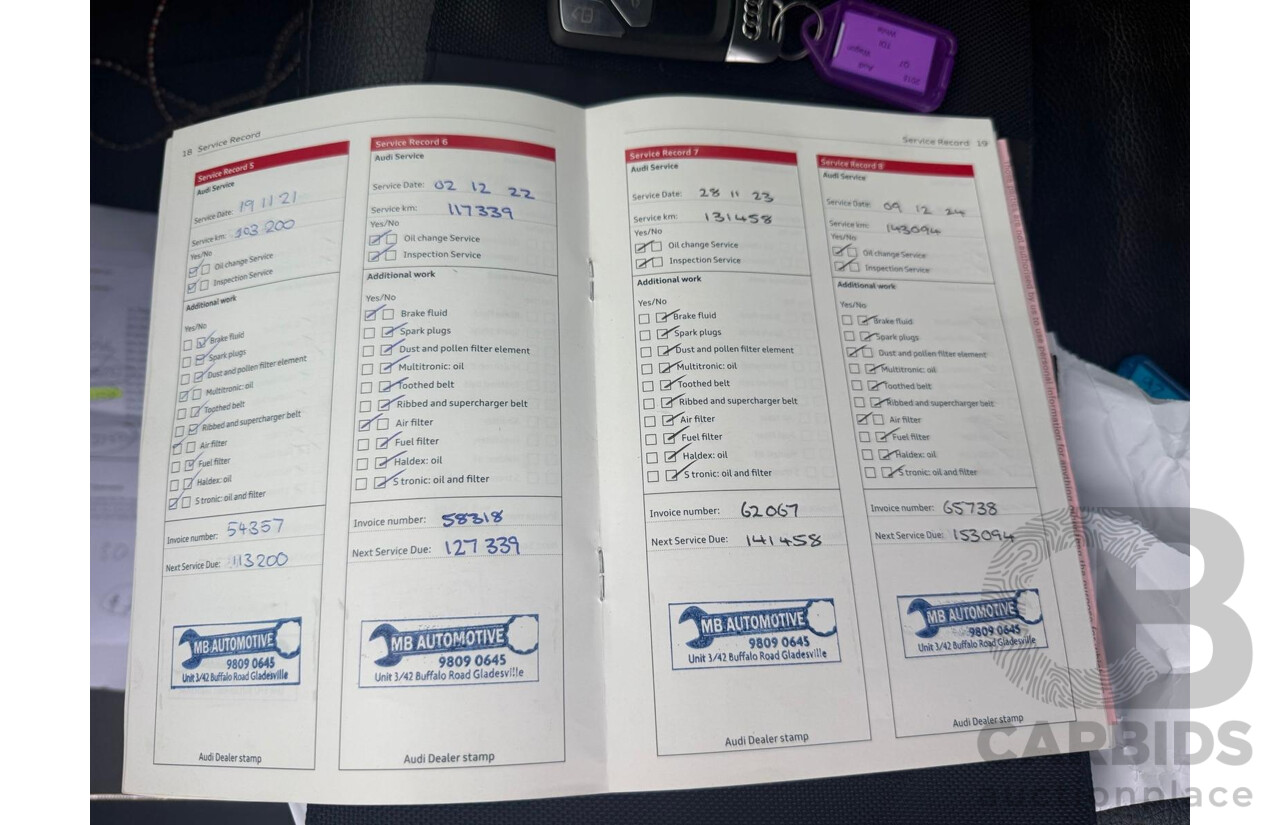 18 Service Record
Service Record 5
Audi Service
Service Date: 19 11 21
Service km: 303 200
Yes/No
Oil change Service
Inspection Service
Additional work
Yes/No
Brake fluid
Spark plugs
Dust and pollen filter element
Multitronic: oil
Toothed belt
Ribbed and supercharger belt
Air filter
Fuel filter
Haldex: oil
S tronic: oil and filter
Invoice number: 54357
Next Service Due: 113200
MB AUTOMOTIVE
9809 0645
Unit 3/42 Buffalo Road Gladesville
Audi Dealer stamp
Service Record 6
Audi Service
Service Date: 02 12 22
Service km: 117339
Yes/No
Oil change Service
Inspection Service
Additional work
Yes/No
Brake fluid
Spark plugs
Dust and pollen filter element
Multitronic: oil
Toothed belt
Ribbed and supercharger belt
Air filter
Fuel filter
Haldex: oil
S tronic: oil and filter
Invoice number: 58318
Next Service Due: 127 339
MB AUTOMOTIVE
9809 0645
Unit 3/42 Buffalo Road Gladesville
Audi Dealer stamp
Service Record 19
Service Record 7
Audi Service
Service Date: 28 11 23
Service km: 131458
Yes/No
Oil change Service
Inspection Service
Additional work
Yes/No
Brake fluid
Spark plugs
Dust and pollen filter element
Multitronic: oil
Toothed belt
Ribbed and supercharger belt
Air filter
Fuel filter
Haldex: oil
S tronic: oil and filter
Invoice number: 62067
Next Service Due: 141458
MB AUTOMOTIVE
9809 0645
Unit 3/42 Buffalo Road Gladesville
Audi Dealer stamp
Service Record 8
Audi Service
Service Date: 09 12 24
Service km: 143094
Yes/No
Oil change Service
Inspection Service
Additional work
Yes/No
Brake fluid
Spark plugs
Dust and pollen filter element
Multitronic: oil
Toothed belt
Ribbed and supercharger belt
Air filter
Fuel filter
Haldex: oil
S tronic: oil and filter
Invoice number: 65738
Next Service Due: 153094
MB AUTOMOTIVE
9809 0645
Unit 3/42 Buffalo Road Gladesville
Audi Dealer stamp
2018 Audi
Q7 Wagon
TDI
White
CARBIDS